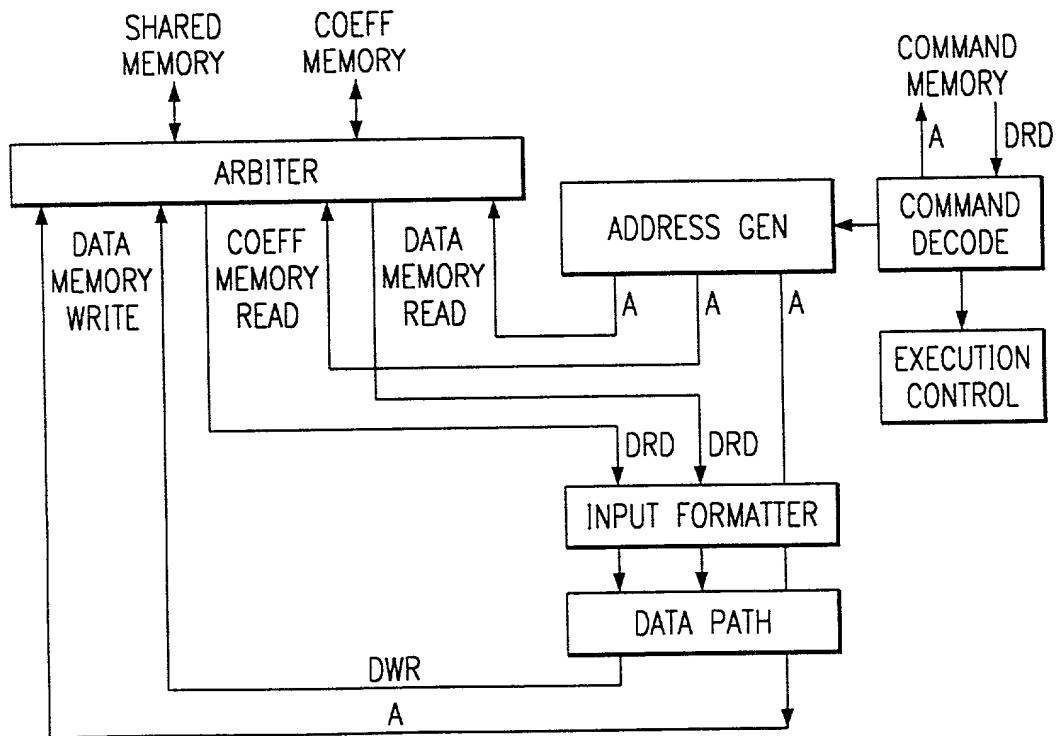 SHARED
MEMORY
COEFF
MEMORY
COMMAND
MEMORY
A
DRD
ARBITER
ADDRESS GEN
COMMAND
DECODE
DATA
MEMORY
WRITE
COEFF
MEMORY
READ
DATA
MEMORY
READ
A
A
A
EXECUTION
CONTROL
DRD
DRD
INPUT FORMATTER
DATA PATH
DWR
A